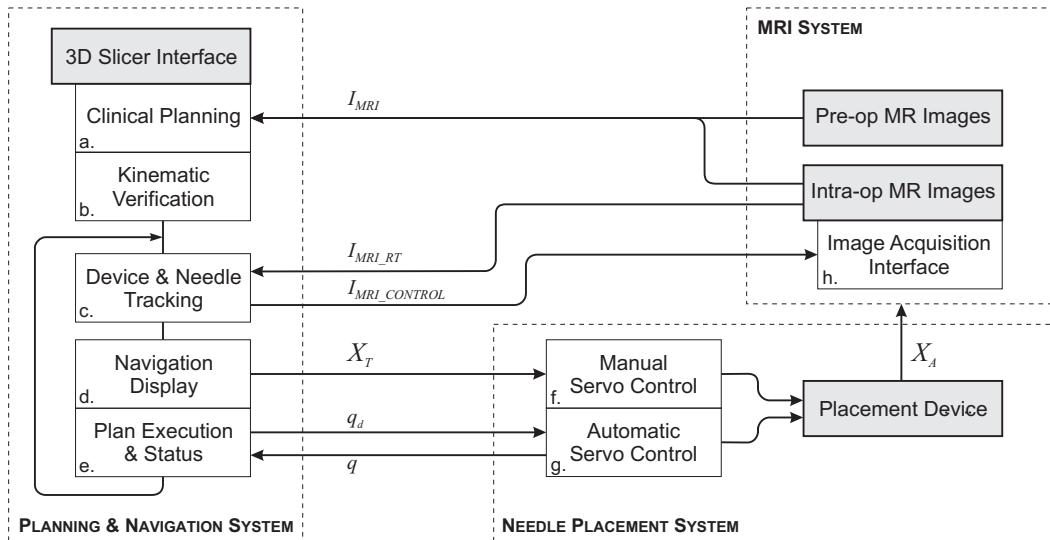 MRI SYSTEM
3D Slicer Interface
Clinical Planning
a.
I_MRI
Pre-op MR Images
Kinematic
Verification
b.
Intra-op MR Images
Image Acquisition
Interface
h.
Device & Needle
Tracking
c.
I_MRI_RT
I_MRI_CONTROL
Navigation
Display
d.
X_T
Manual
Servo Control
f.
X_A
Placement Device
Plan Execution
& Status
e.
q_d
q
Automatic
Servo Control
g.
PLANNING & NAVIGATION SYSTEM
NEEDLE PLACEMENT SYSTEM